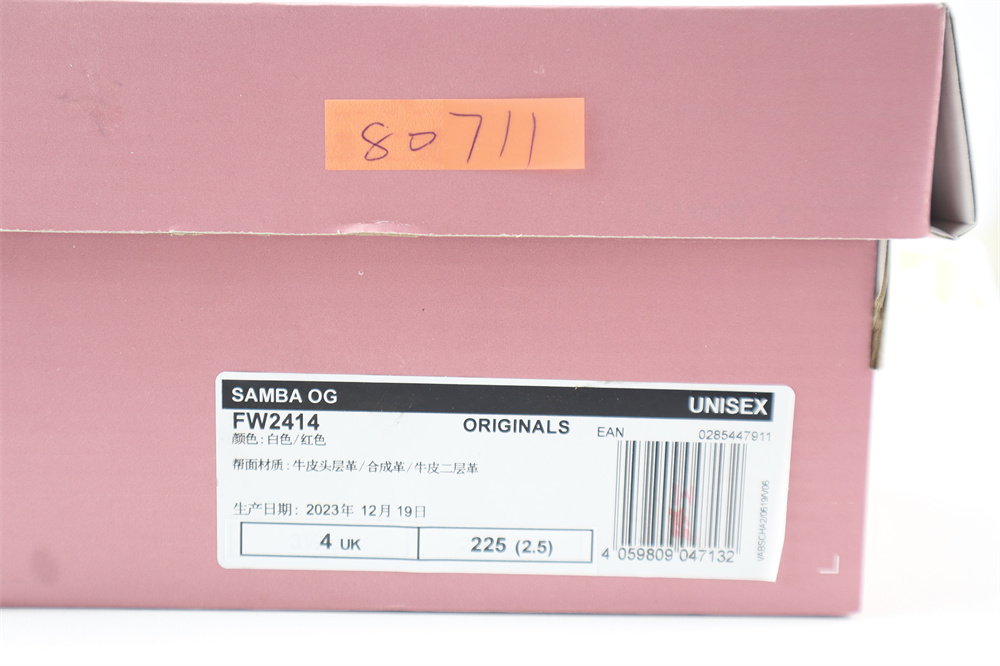 80711
SAMBA OG
UNISEX
FW2414
ORIGINALS
EAN
0285447911
颜色:白色/红色
帮面材质:牛皮头层革/合成革/牛皮二层革
生产日期: 2023年 12月 19日
4 UK
225 (2.5)
4 059809 047132